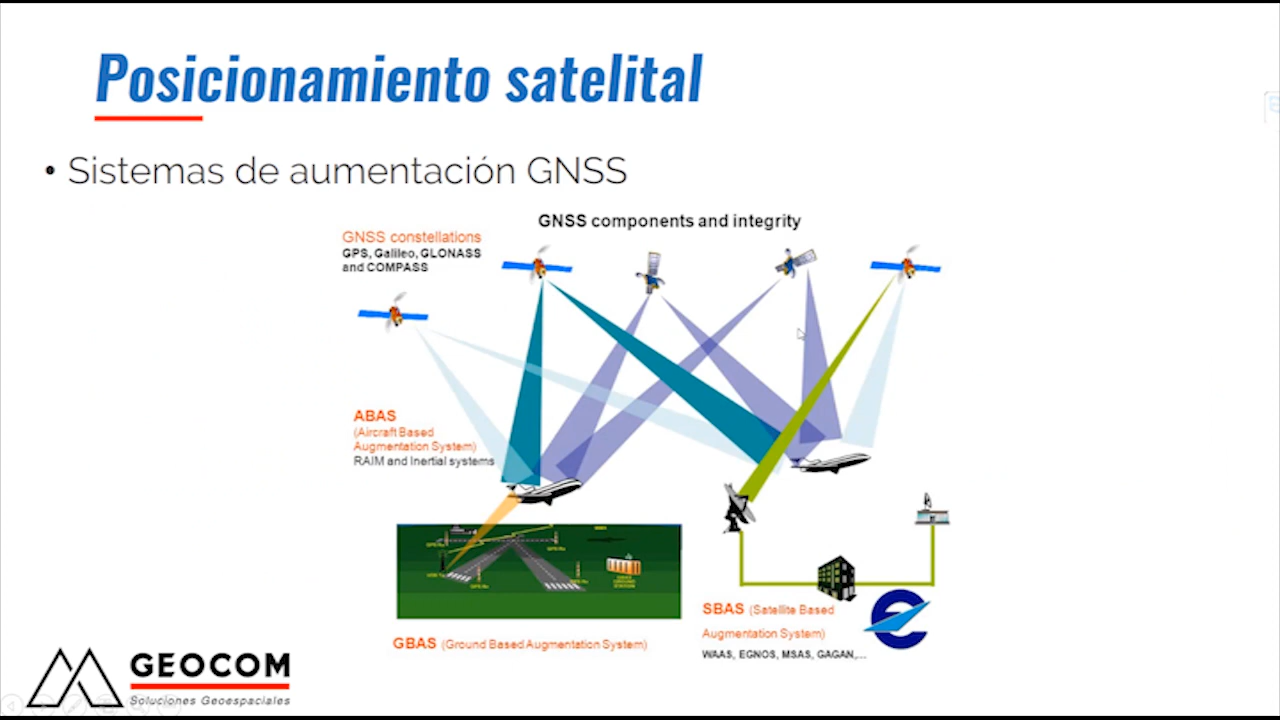 Posicionamiento satelital
• Sistemas de aumentación GNSS
GNSS components and integrity
GNSS constellations
GPS, Galileo, GLONASS
and COMPASS
ABAS
(Aircraft Based
Augmentation System)
RAIM and Inertial systems
GBAS (Ground Based Augmentation System)
SBAS (Satellite Based
Augmentation System)
WAAS, EGNOS, MSAS, GAGAN,...
GEOCOM
Soluciones Geoespaciales